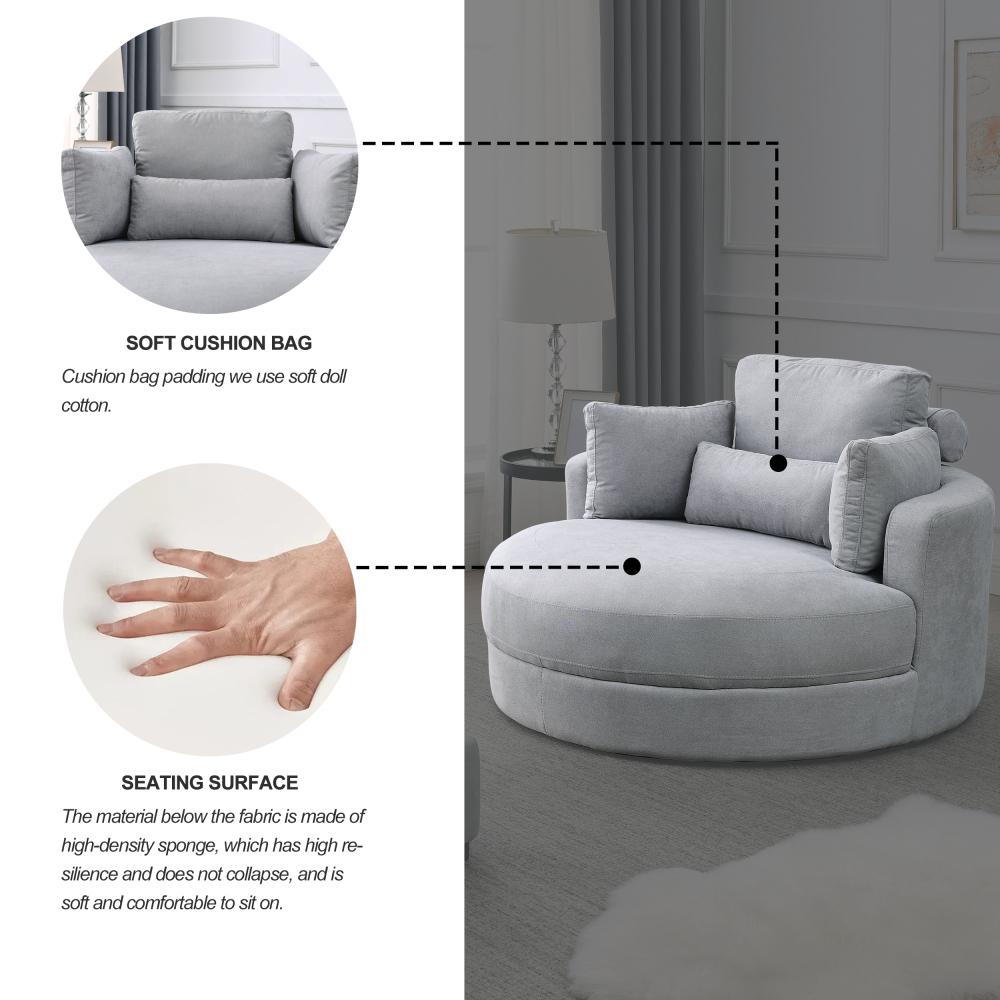 SOFT CUSHION BAG
Cushion bag padding we use soft doll
cotton.
SEATING SURFACE
The material below the fabric is made of
high-density sponge, which has high re-
silience and does not collapse, and is
soft and comfortable to sit on.